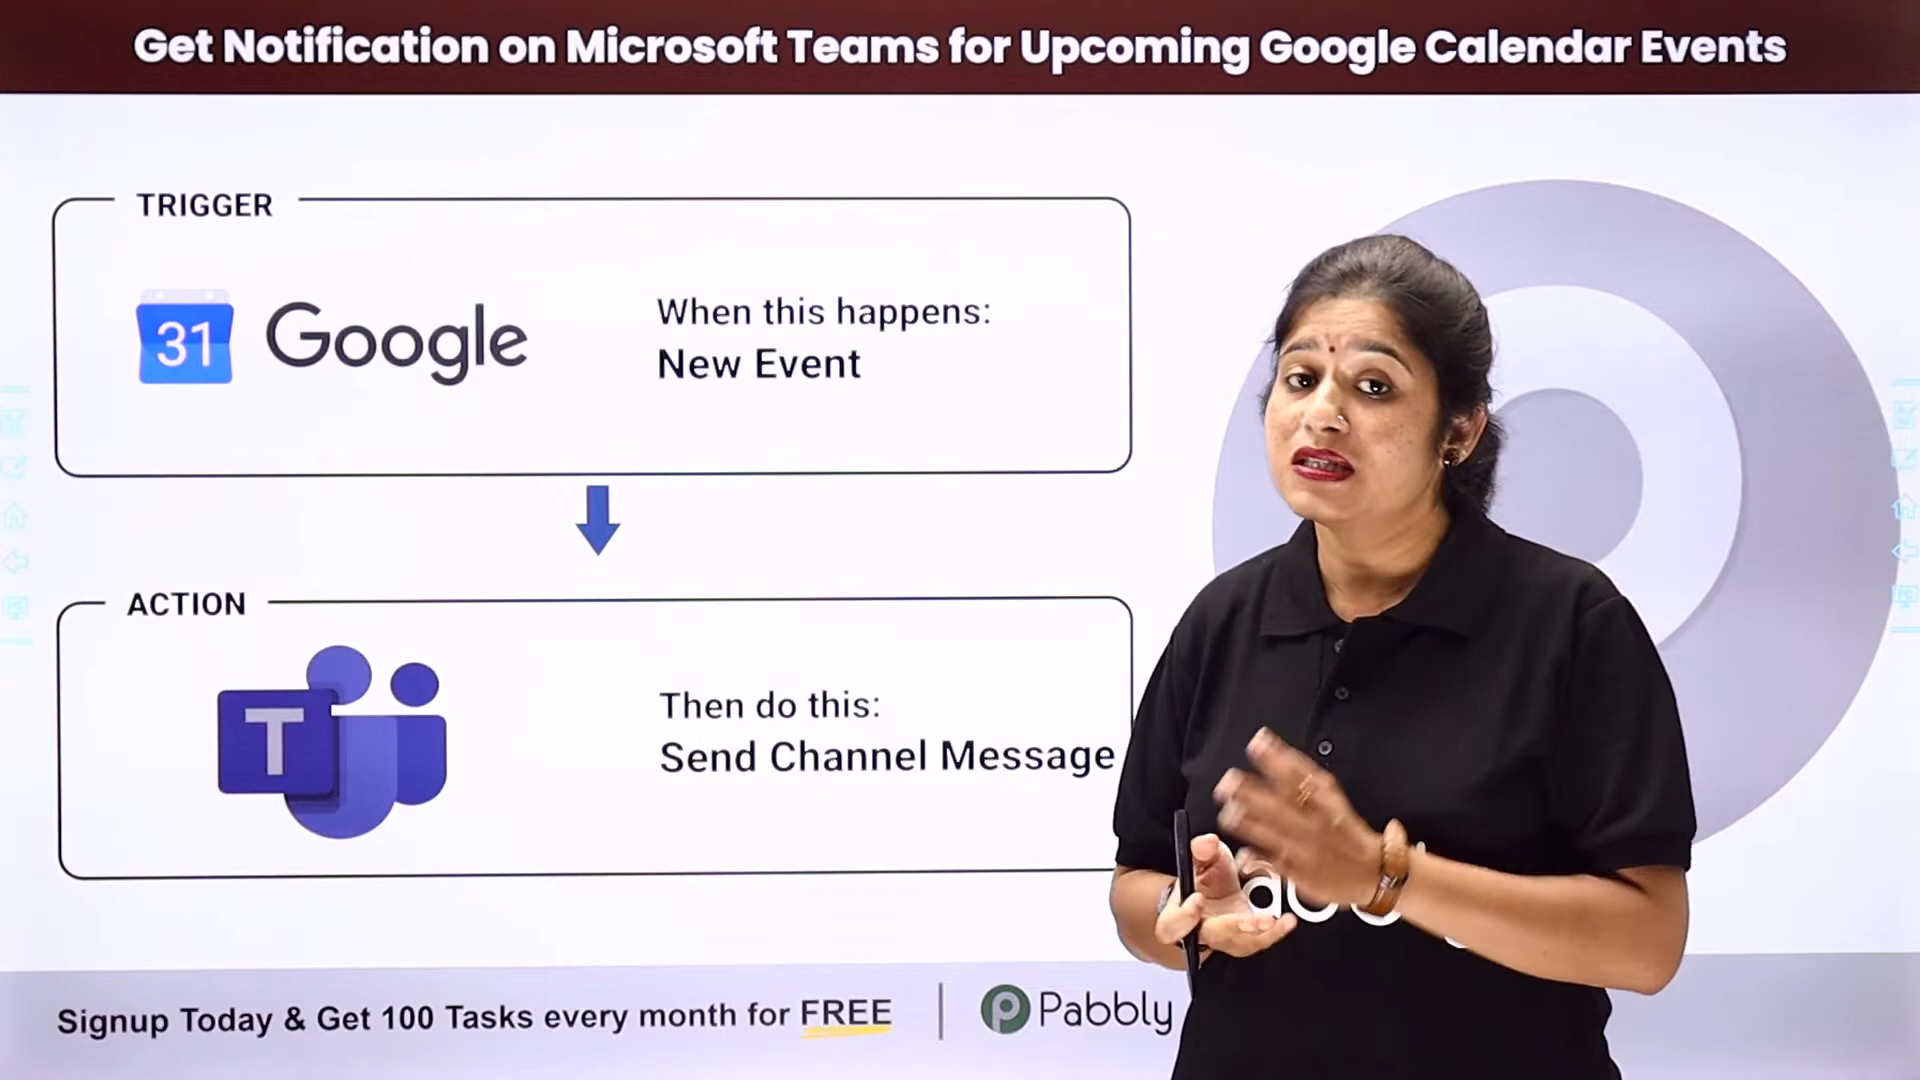 Get Notification on Microsoft Teams for Upcoming Google Calendar Events
TRIGGER
31 Google
When this happens:
New Event
ACTION
T
Then do this:
Send Channel Message
Signup Today & Get 100 Tasks every month for FREE
Pabbly